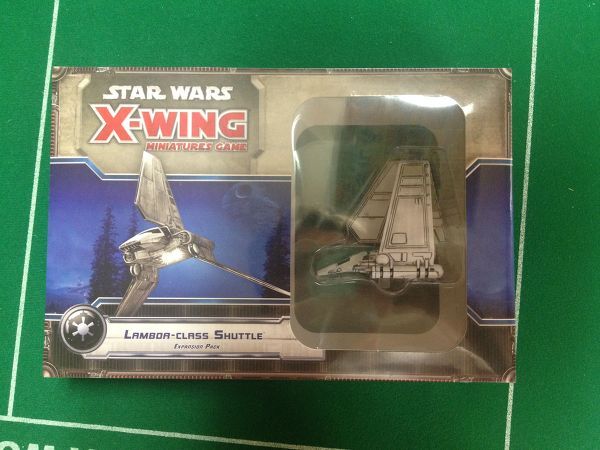 STAR WARS
X-WING
MINIATURES GAME
LAMBDA-CLASS SHUTTLE
EXPANSION PACK